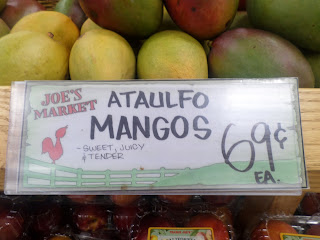 JOE'S
MARKET
ATAULFO
MANGOS
- SWEET, JUICY
& TENDER
69¢
EA.